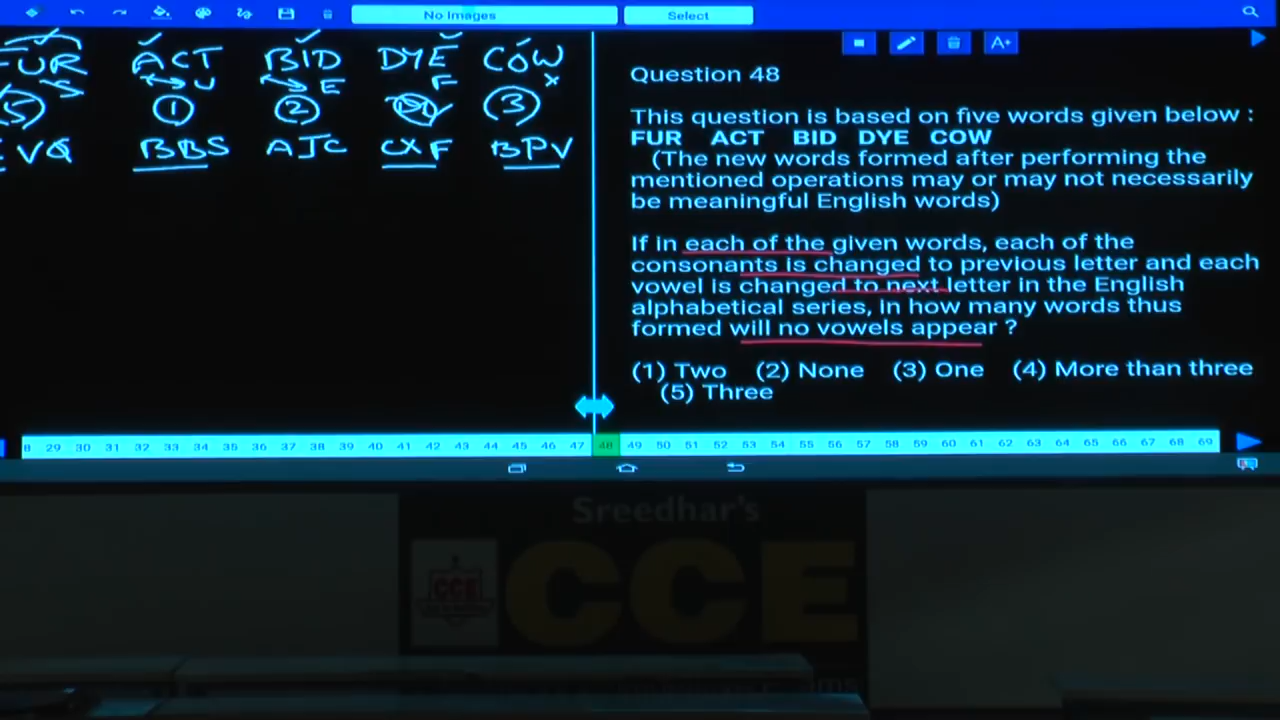 No Images Select
FUR ACT BID DYE COW
U E F x
5 1 2 3
VQ BBS AJC CXF BPV
Question 48
This question is based on five words given below :
FUR ACT BID DYE COW
(The new words formed after performing the
mentioned operations may or may not necessarily
be meaningful English words)
If in each of the given words, each of the
consonants is changed to previous letter and each
vowel is changed to next letter in the English
alphabetical series, in how many words thus
formed will no vowels appear ?
(1) Two (2) None (3) One (4) More than three
(5) Three
8 29 30 31 32 33 34 35 36 37 38 39 40 41 42 43 44 45 46 47 48 49 50 51 52 53 54 55 56 57 58 59 60 61 62 63 64 65 66 67 68 69
Sreedhar's
CCE
CCE